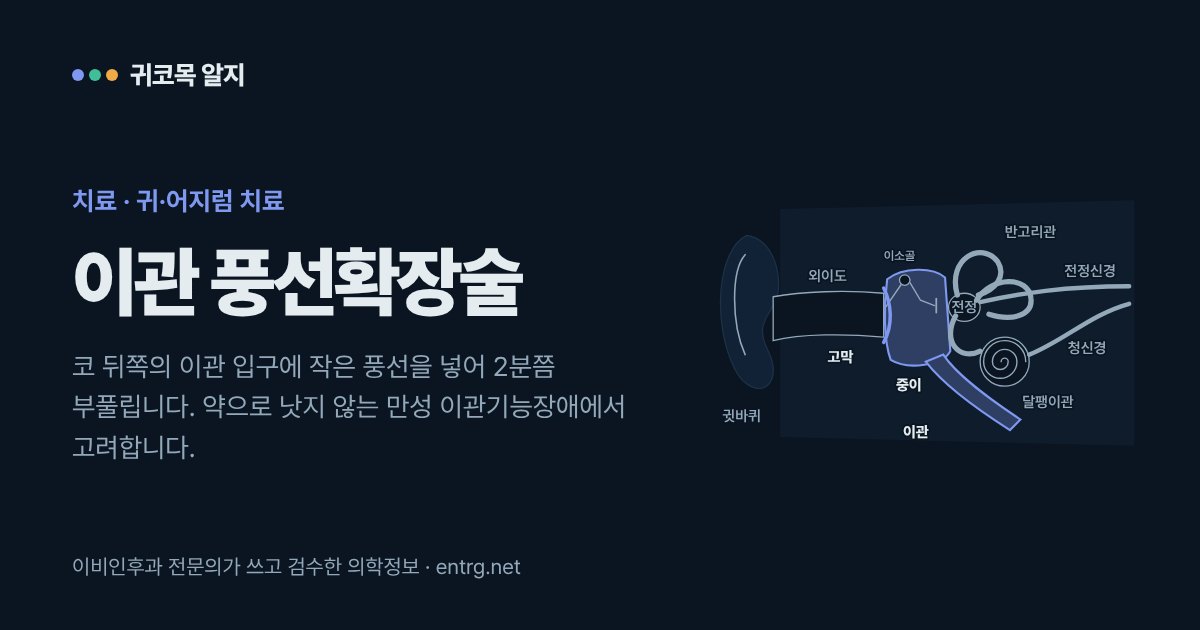 귀코목 알지
치료 · 귀·어지럼 치료
이관 풍선확장술
코 뒤쪽의 이관 입구에 작은 풍선을 넣어 2분쯤
부풀립니다. 약으로 낫지 않는 만성 이관기능장애에서
고려합니다.
반고리관
이소골
전정신경
외이도
전정
고막
청신경
중이
달팽이관
귓바퀴
이관
이비인후과 전문의가 쓰고 검수한 의학정보 · entrg.net